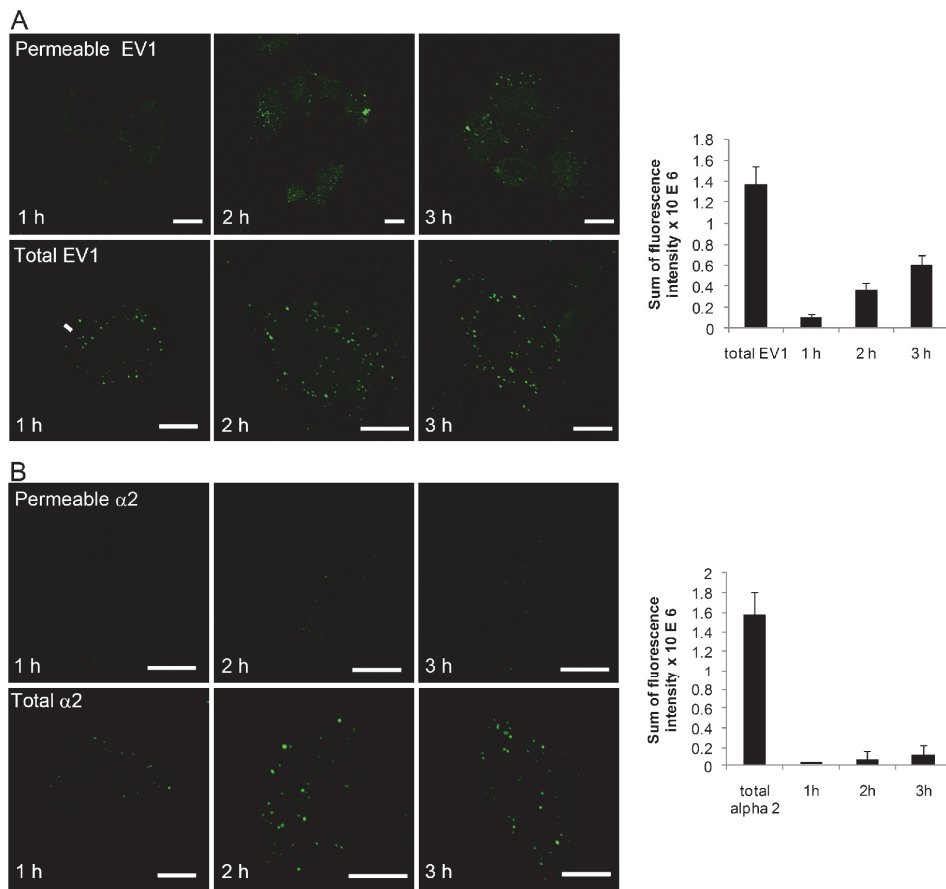 A
Permeable EV1
1 h
2 h
3 h
Total EV1
1 h
2 h
3 h
Sum of fluorescence
intensity x 10 E 6
1.8
1.6
1.4
1.2
1
0.8
0.6
0.4
0.2
0
total EV1 1 h 2 h 3 h
B
Permeable α2
1 h
2 h
3 h
Total α2
1 h
2 h
3 h
Sum of fluorescence
intensity x 10 E 6
2
1.8
1.6
1.4
1.2
1
0.8
0.6
0.4
0.2
0
total 1h 2h 3h
alpha 2